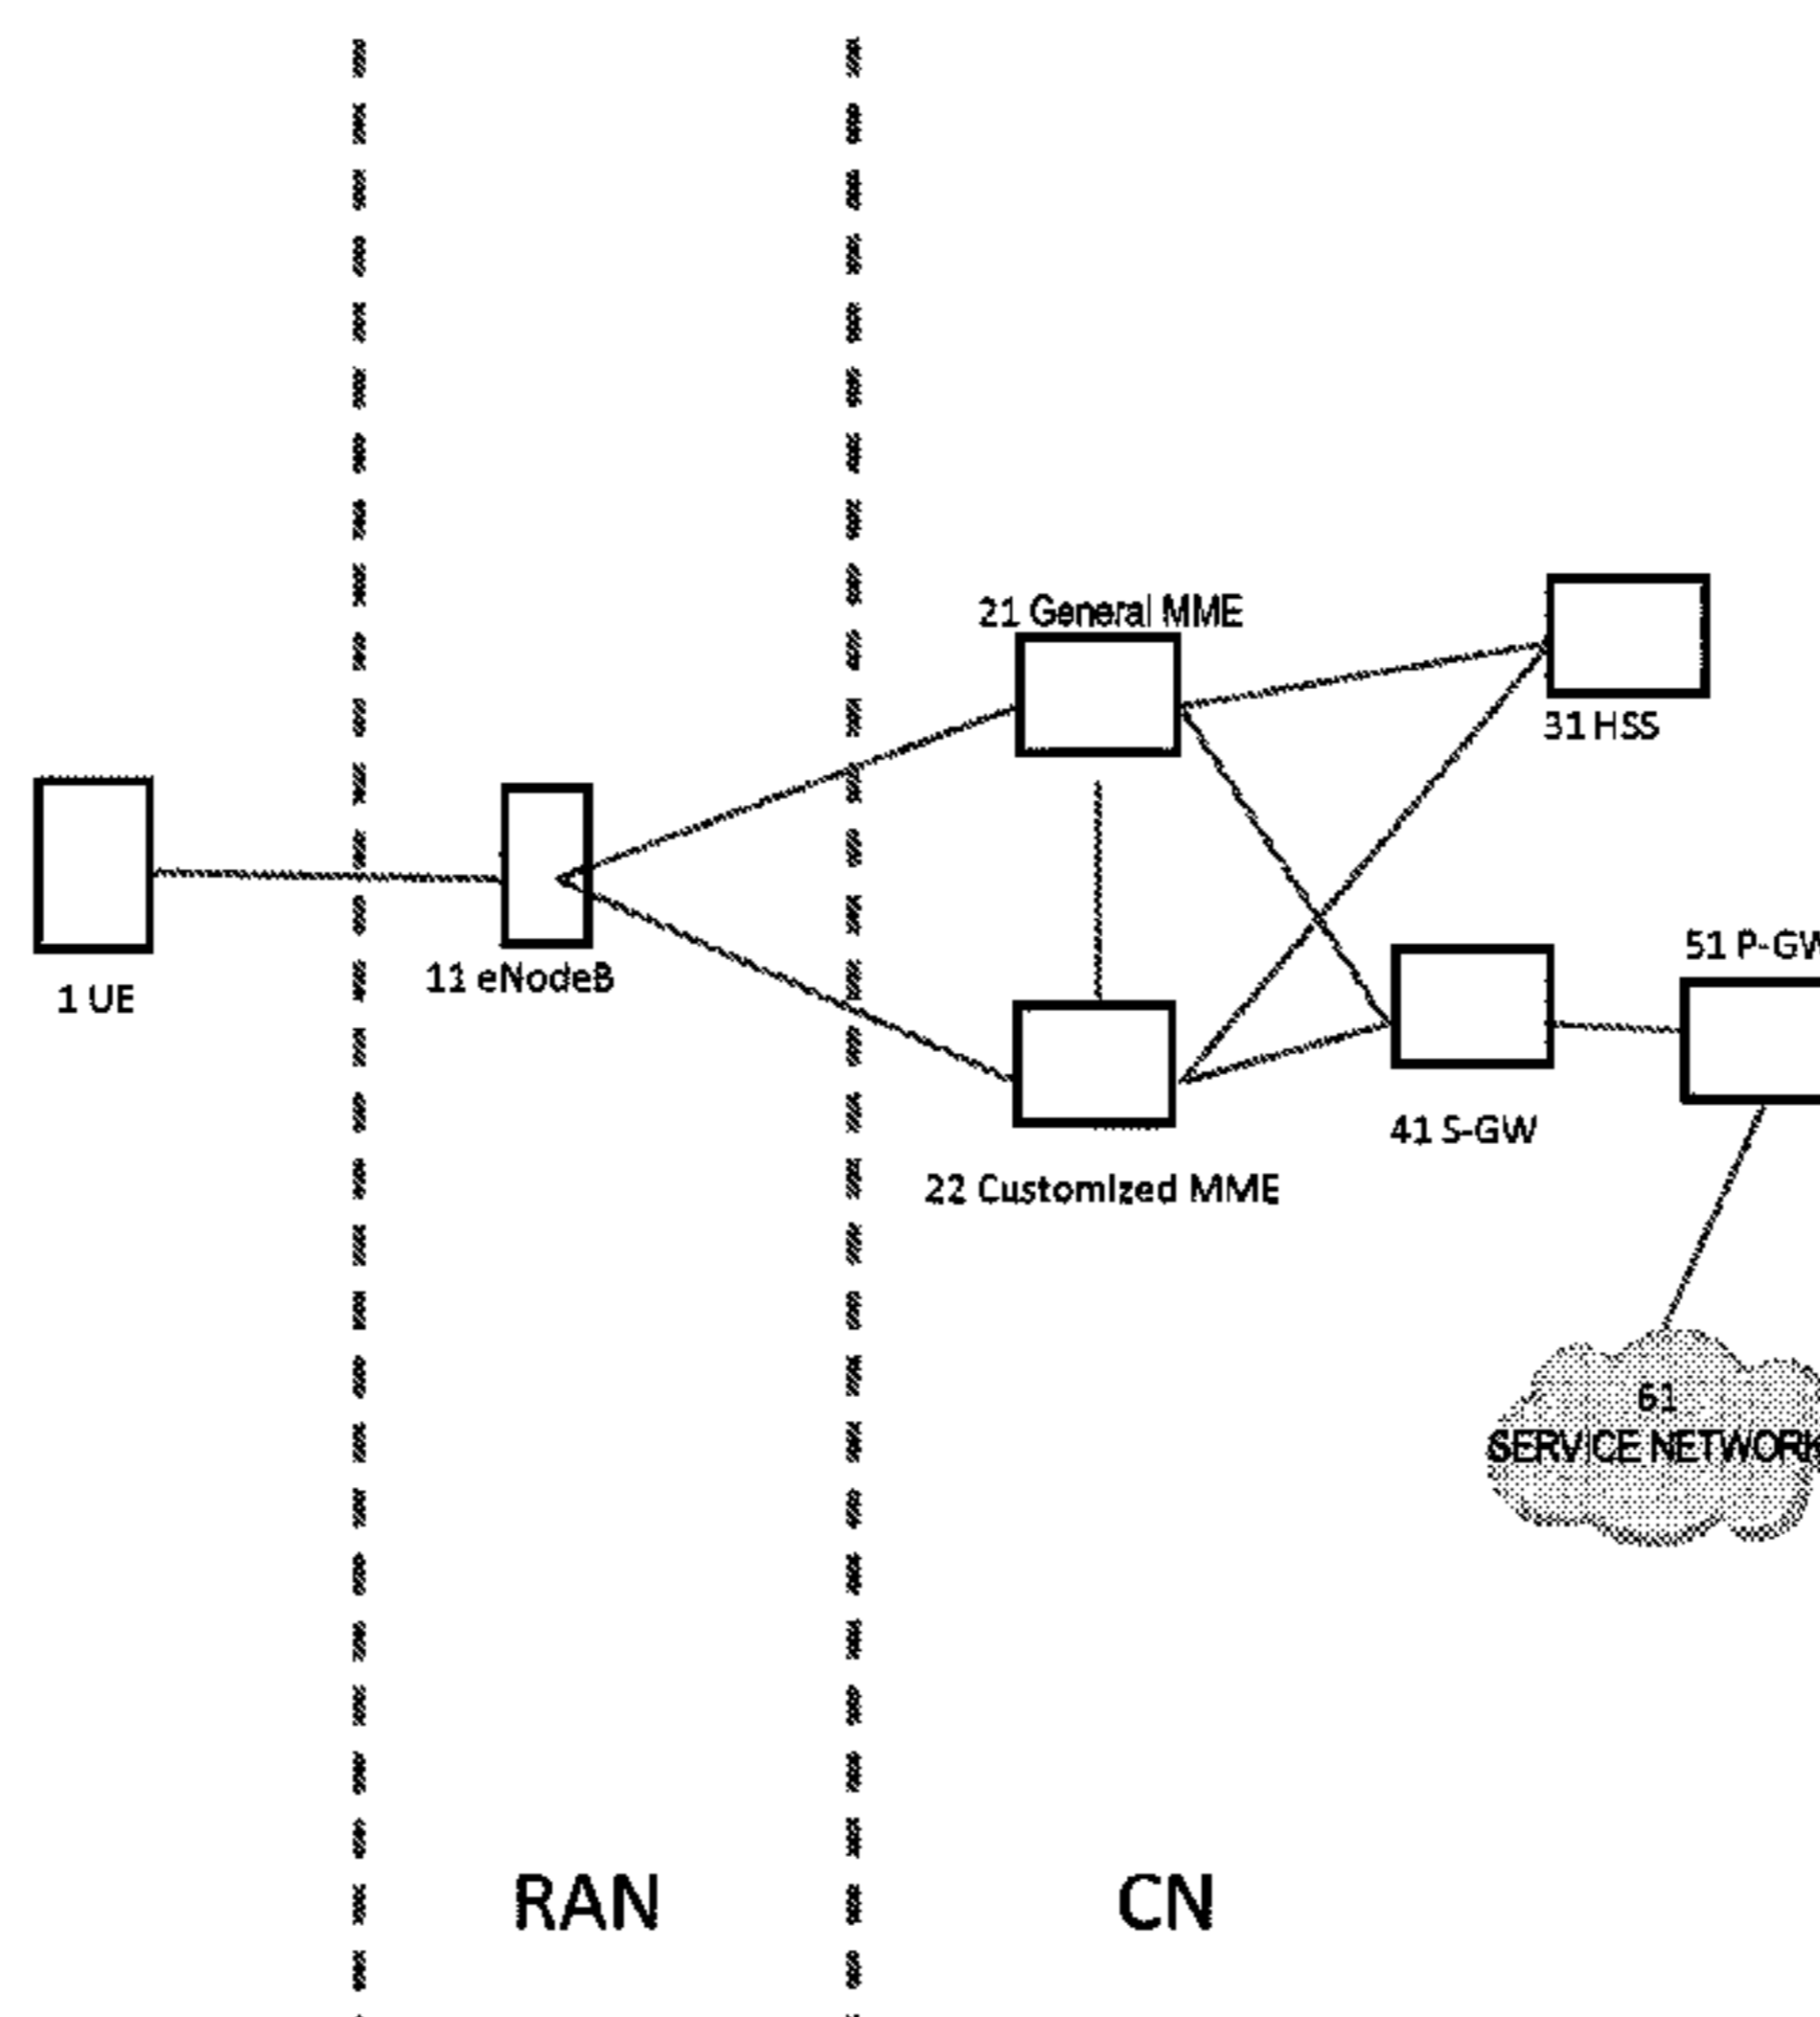 21 General MME
31 HSS
51 P-GW
11 eNodeB
1 UE
41 S-GW
22 Customized MME
61
SERVICE NETWORK
RAN
CN